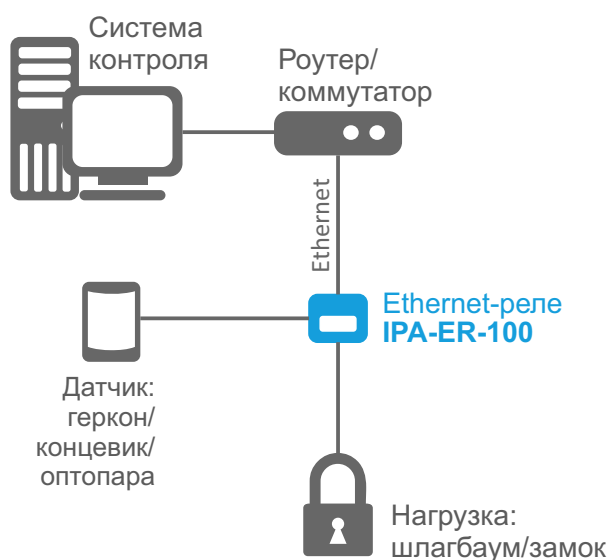 Система
контроля
Роутер/
коммутатор
Ethernet
Ethernet-реле
IPA-ER-100
Датчик:
геркон/
концевик/
оптопара
Нагрузка:
шлагбаум/замок